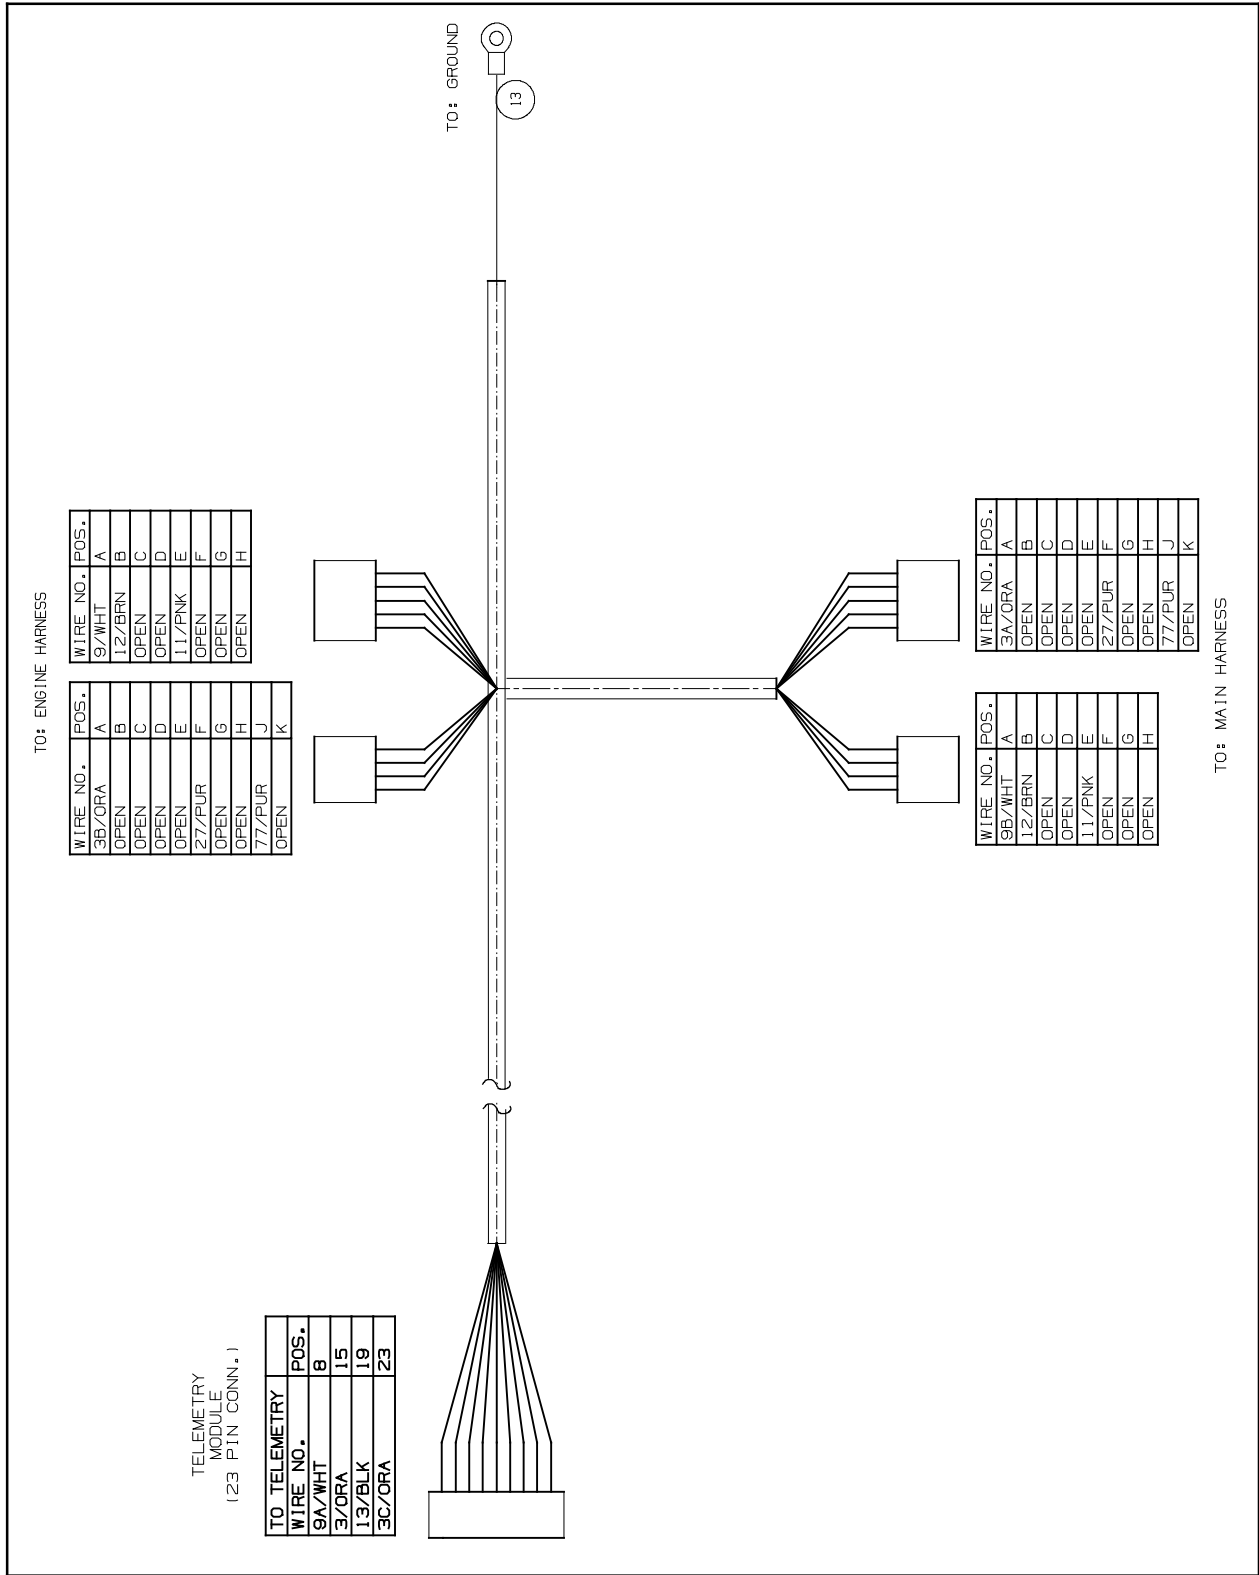 TO: GROUND
13
TO: ENGINE HARNESS
WIRE NO. POS.
3B/ORA A
OPEN B
OPEN C
OPEN D
OPEN E
27/PUR F
OPEN G
OPEN H
77/PUR J
OPEN K
WIRE NO. POS.
9/WHT A
12/BRN B
OPEN C
OPEN D
11/PNK E
OPEN F
OPEN G
OPEN H
TELEMETRY
MODULE
(23 PIN CONN.)
TO TELEMETRY
WIRE NO. POS.
9A/WHT 8
3/ORA 15
13/BLK 19
3C/ORA 23
WIRE NO. POS.
9B/WHT A
12/BRN B
OPEN C
OPEN D
11/PNK E
OPEN F
OPEN G
OPEN H
WIRE NO. POS.
3A/ORA A
OPEN B
OPEN C
OPEN D
OPEN E
27/PUR F
OPEN G
OPEN H
77/PUR J
OPEN K
TO: MAIN HARNESS